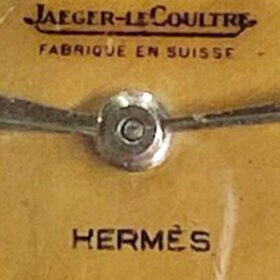 JAEGER-LECOULTRE
FABRIQUÉ EN SUISSE
HERMÈS